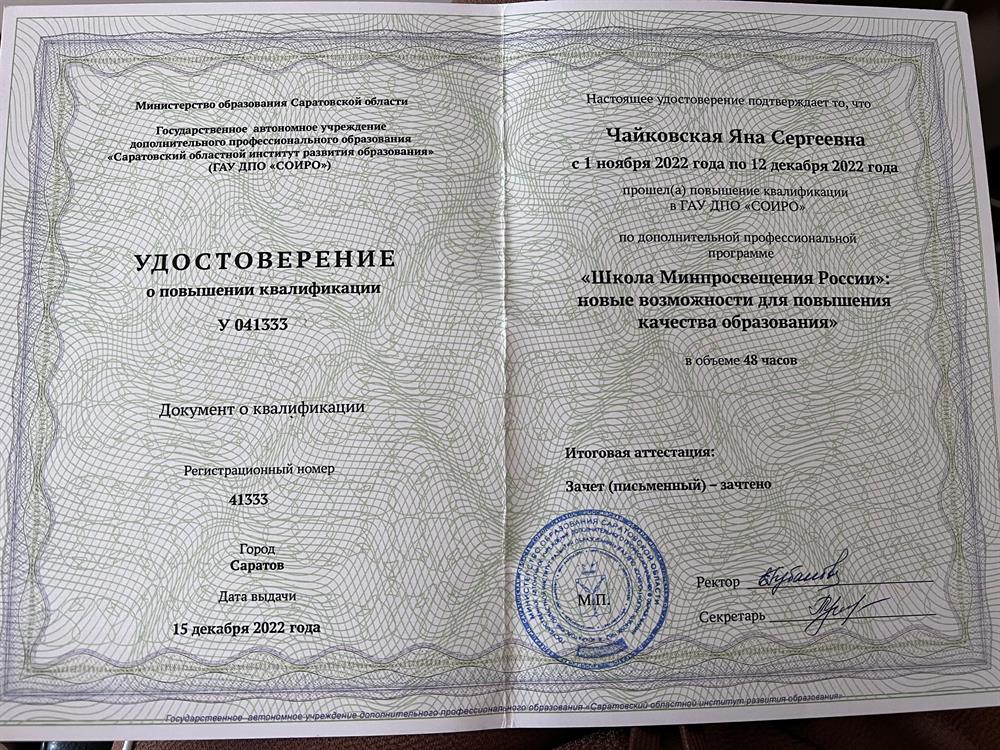 Министерство образования Саратовской области
Государственное автономное учреждение
дополнительного профессионального образования
«Саратовский областной институт развития образования»
(ГАУ ДПО «СОИРО»)
УДОСТОВЕРЕНИЕ
о повышении квалификации
У 041333
Документ о квалификации
Регистрационный номер
41333
Город
Саратов
Дата выдачи
15 декабря 2022 года
Настоящее удостоверение подтверждает то, что
Чайковская Яна Сергеевна
с 1 ноября 2022 года по 12 декабря 2022 года
прошел(а) повышение квалификации
в ГАУ ДПО «СОИРО»
по дополнительной профессиональной
программе
«Школа Минпросвещения России»:
новые возможности для повышения
качества образования»
в объеме 48 часов
Итоговая аттестация:
Зачет (письменный) – зачтено
МИНИСТЕРСТВО ОБРАЗОВАНИЯ САРАТОВСКОЙ ОБЛАСТИ
М.П.
Ректор
Секретарь
Государственное автономное учреждение дополнительного профессионального образования «Саратовский областной институт развития образования»